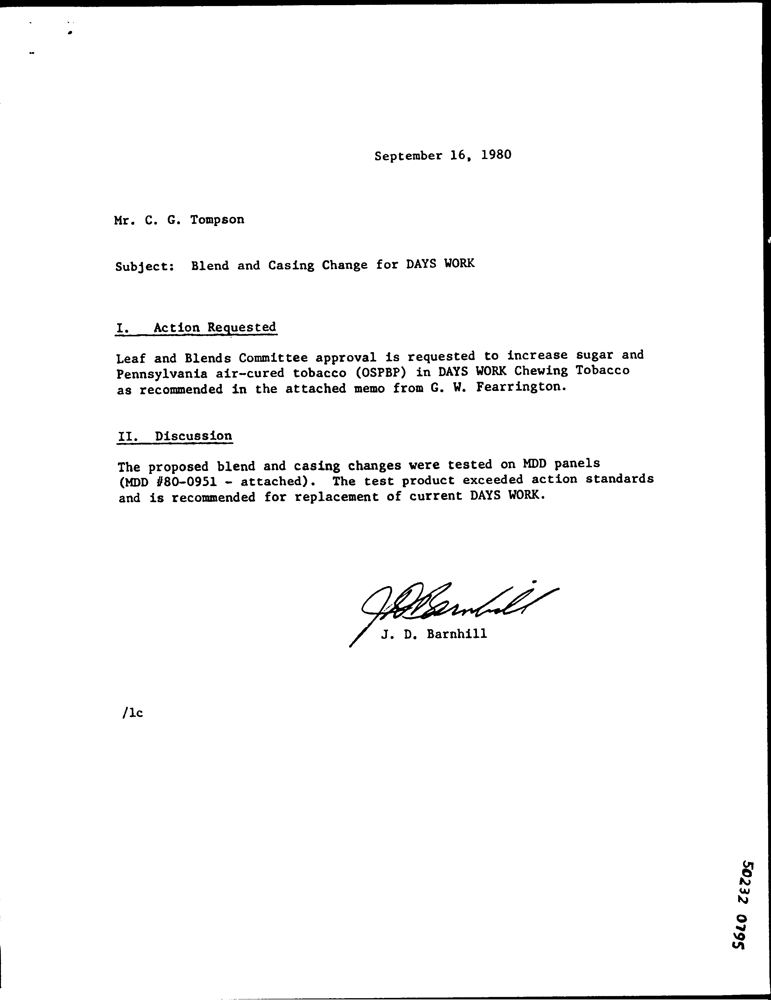 September 16, 1980
Mr. C. G. Tompson
Subject: Blend and Casing Change for DAYS WORK
I. Action Requested
Leaf and Blends Committee approval is requested to increase sugar and
Pennsylvania air-cured tobacco (OSPBP) in DAYS WORK Chewing Tobacco
as recommended in the attached memo from G. W. Fearrington.
II. Discussion
The proposed blend and casing changes were tested on MDD panels
(MDD #80-0951 - attached). The test product exceeded action standards
and is recommended for replacement of current DAYS WORK.
J. D. Barnhill
J. D. Barnhill
/lc
50232 0795